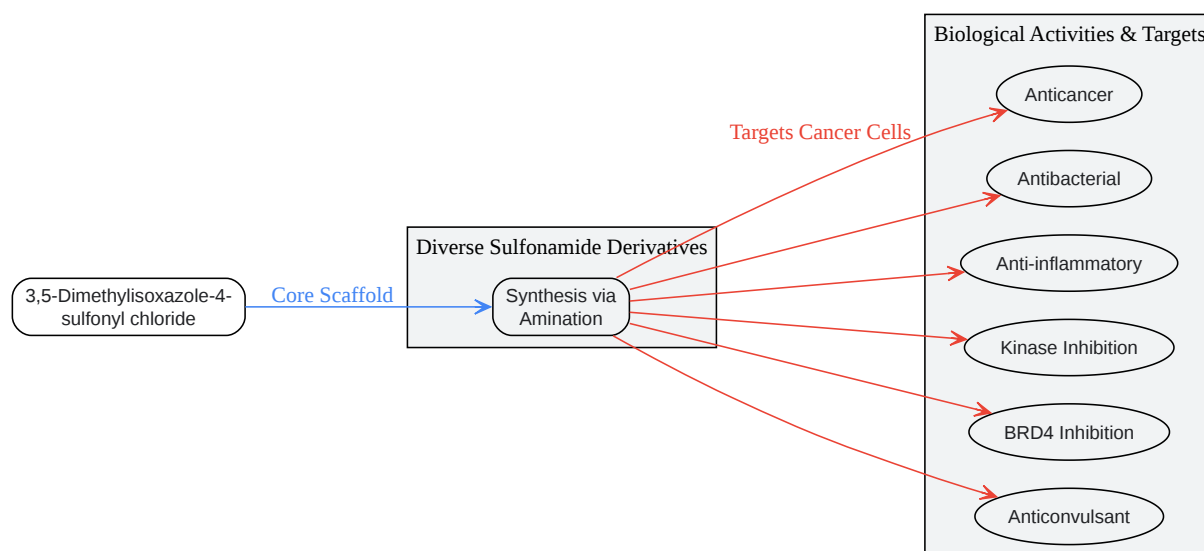 Biological Activities & Targets
Anticancer
Targets Cancer Cells
Antibacterial
Diverse Sulfonamide Derivatives
Anti-inflammatory
3,5-Dimethylisoxazole-4-
sulfonyl chloride
Core Scaffold
Synthesis via
Amination
Kinase Inhibition
BRD4 Inhibition
Anticonvulsant